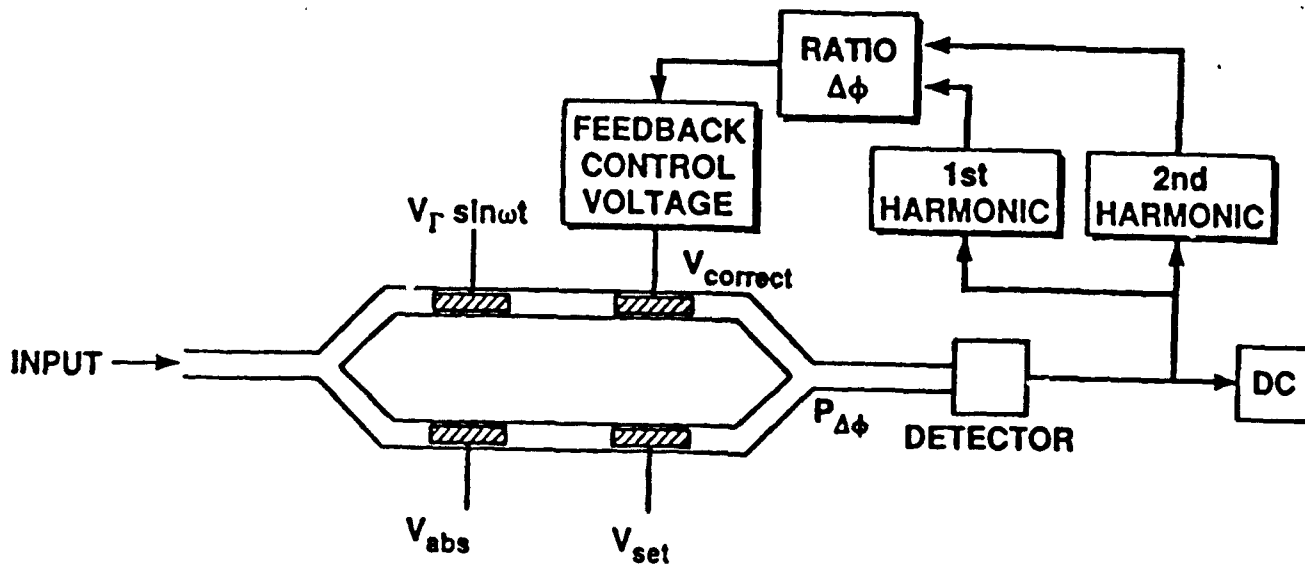 RATIO
Δϕ
FEEDBACK
CONTROL
VOLTAGE
1st
HARMONIC
2nd
HARMONIC
V_Γ sinωt
V_correct
INPUT
P_Δϕ
DETECTOR
DC
V_abs
V_set